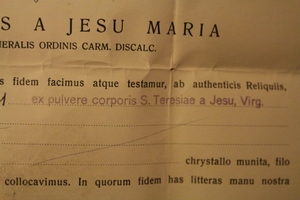 S A JESU MARIA
NERALIS ORDINIS CARM. DISCALC.
s fidem facimus atque testamur, ab authenticis Reliquiis,
ex pulvere corporis S. Teresiae a Jesu, Virg.
chrystallo munita, filo
collocavimus. In quorum fidem has litteras manu nostra